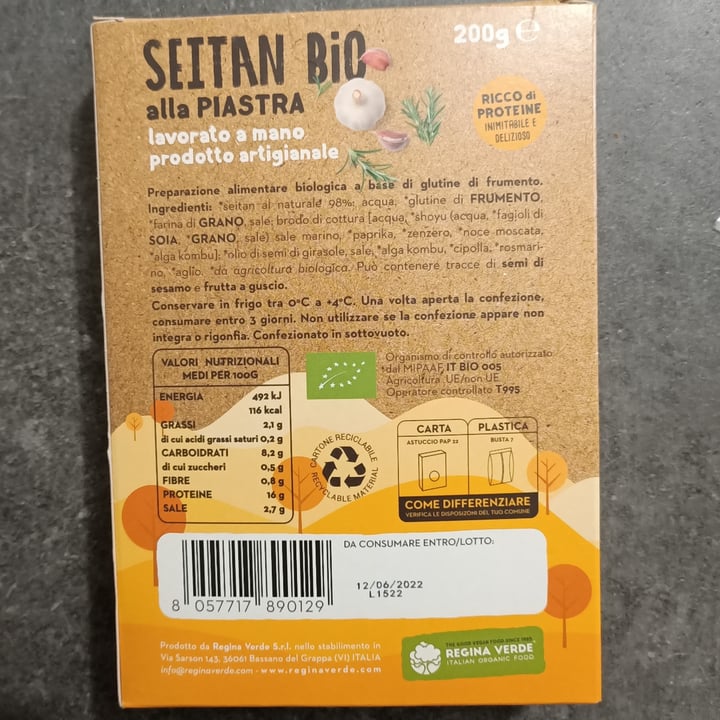 SEITAN BIO
200g ℮
alla PIASTRA
lavorato a mano
prodotto artigianale
RICCO di
PROTEINE
INIMITABILE E
DELIZIOSO
Preparazione alimentare biologica a base di glutine di frumento.
Ingredienti: *seitan al naturale 98%: acqua, *glutine di FRUMENTO,
*farina di GRANO, sale; brodo di cottura [acqua, *shoyu (acqua, *fagioli di
SOIA, *GRANO, sale) sale marino, *paprika, *zenzero, *noce moscata,
*alga kombu]; *olio di semi di girasole, sale, *alga kombu, *cipolla, *rosmari-
no, *aglio. *da agricoltura biologica. Può contenere tracce di semi di
sesamo e frutta a guscio.
Conservare in frigo tra 0°C a +4°C. Una volta aperta la confezione,
consumare entro 3 giorni. Non utilizzare se la confezione appare non
integra o rigonfia. Confezionato in sottovuoto.
VALORI NUTRIZIONALI
MEDI PER 100G
ENERGIA 492 kJ
116 kcal
GRASSI 2,1 g
di cui acidi grassi saturi 0,2 g
CARBOIDRATI 8,2 g
di cui zuccheri 0,5 g
FIBRE 0,8 g
PROTEINE 16 g
SALE 2,7 g
Organismo di controllo autorizzato
dal MIPAAF IT BIO 005
Agricoltura UE/non UE
Operatore controllato T995
CARTONE RICICLABILE
RECYCLABLE MATERIAL
CARTA PLASTICA
ASTUCCIO PAP 22 BUSTA 7
COME DIFFERENZIARE
VERIFICA LE DISPOSIZIONI DEL TUO COMUNE
DA CONSUMARE ENTRO/LOTTO:
12/06/2022
L1522
8 057717 890129
Prodotto da Regina Verde S.r.l. nello stabilimento in
Via Sarson 143, 36061 Bassano del Grappa (VI) ITALIA
info@reginaverde.com - www.reginaverde.com
THE GOOD VEGAN FOOD SINCE 1985
REGINA VERDE
ITALIAN ORGANIC FOOD